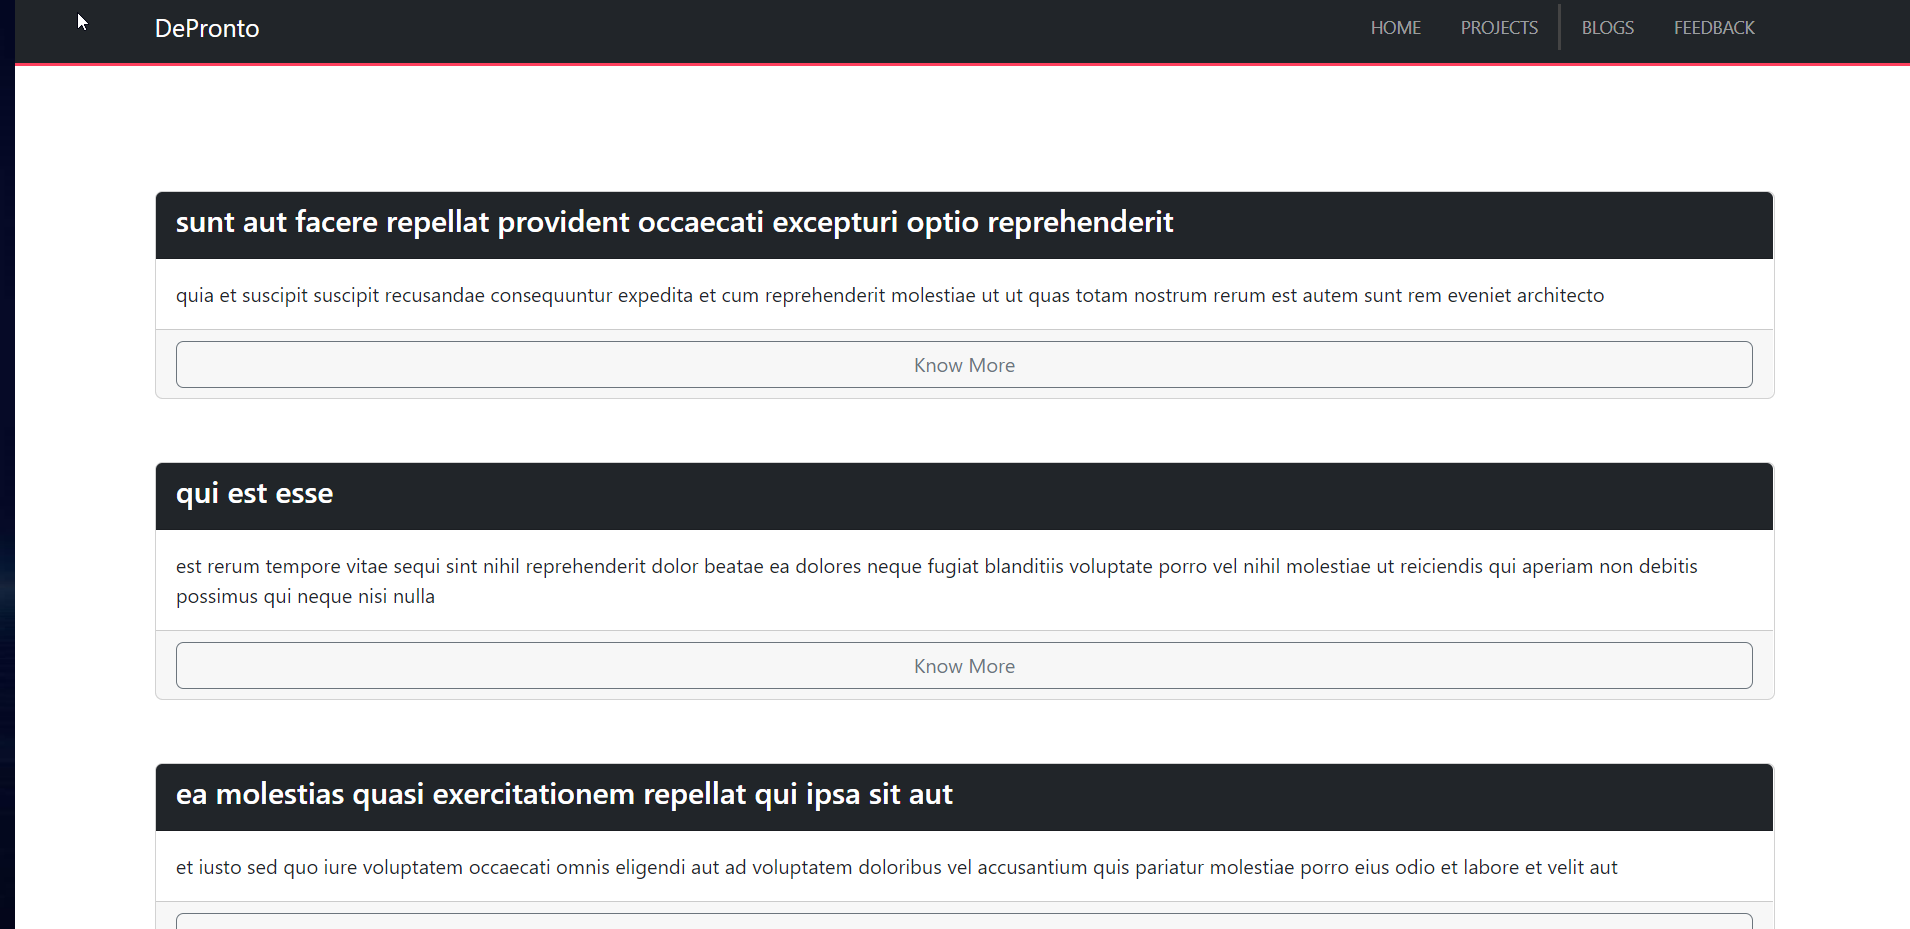 DePronto HOME PROJECTS BLOGS FEEDBACK
sunt aut facere repellat provident occaecati excepturi optio reprehenderit
quia et suscipit suscipit recusandae consequuntur expedita et cum reprehenderit molestiae ut ut quas totam nostrum rerum est autem sunt rem eveniet architecto
Know More
qui est esse
est rerum tempore vitae sequi sint nihil reprehenderit dolor beatae ea dolores neque fugiat blanditiis voluptate porro vel nihil molestiae ut reiciendis qui aperiam non debitis
possimus qui neque nisi nulla
Know More
ea molestias quasi exercitationem repellat qui ipsa sit aut
et iusto sed quo iure voluptatem occaecati omnis eligendi aut ad voluptatem doloribus vel accusantium quis pariatur molestiae porro eius odio et labore et velit aut